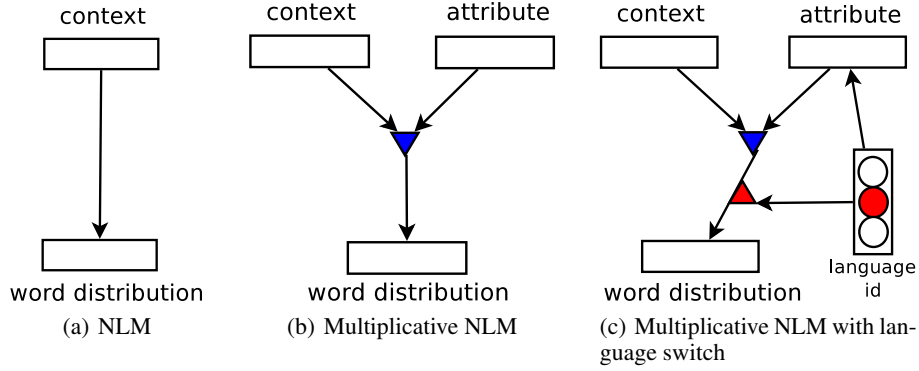 context
word distribution
(a) NLM
context attribute
word distribution
(b) Multiplicative NLM
context attribute
language
id
word distribution
(c) Multiplicative NLM with lan-
guage switch